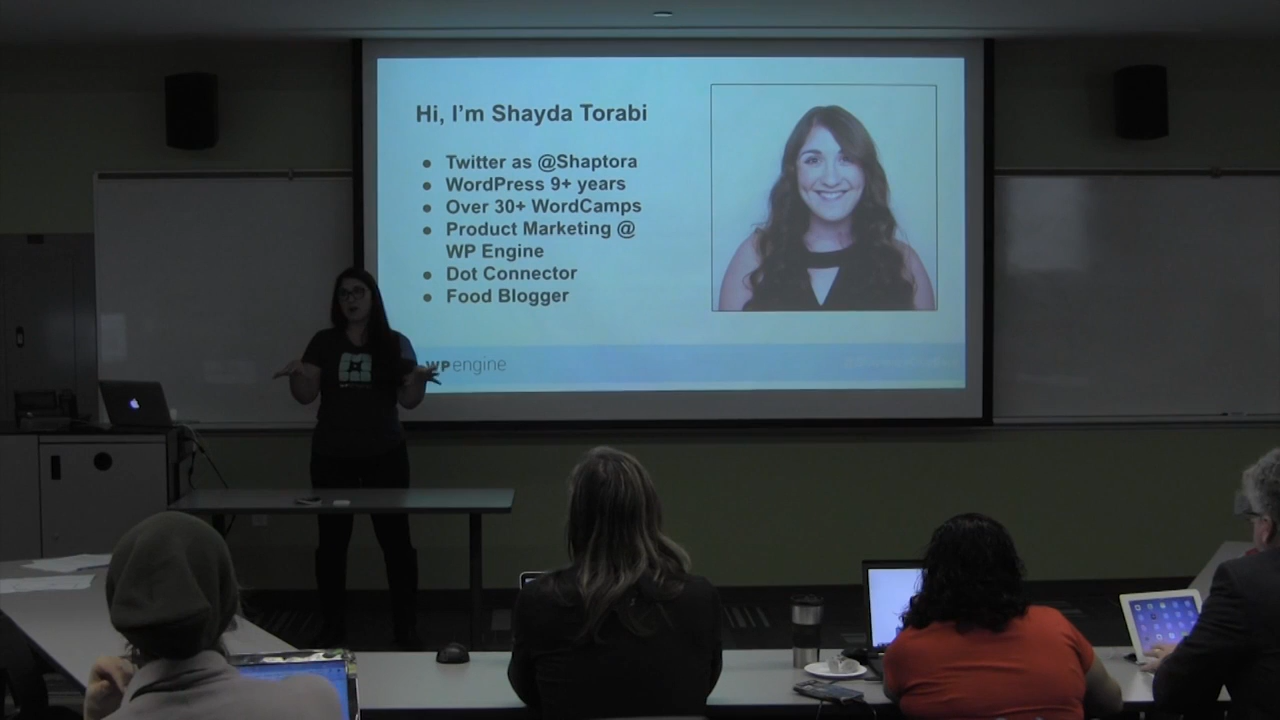 Hi, I'm Shayda Torabi
● Twitter as @Shaptora
● WordPress 9+ years
● Over 30+ WordCamps
● Product Marketing @
WP Engine
● Dot Connector
● Food Blogger
WPengine